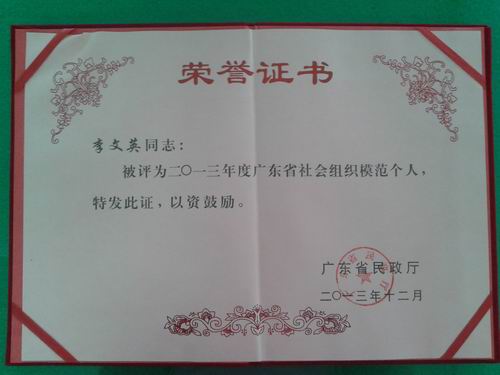 荣誉证书
李文英同志：
被评为二〇一三年度广东省社会组织模范个人，
特发此证，以资鼓励。
广东省民政厅
二〇一三年十二月